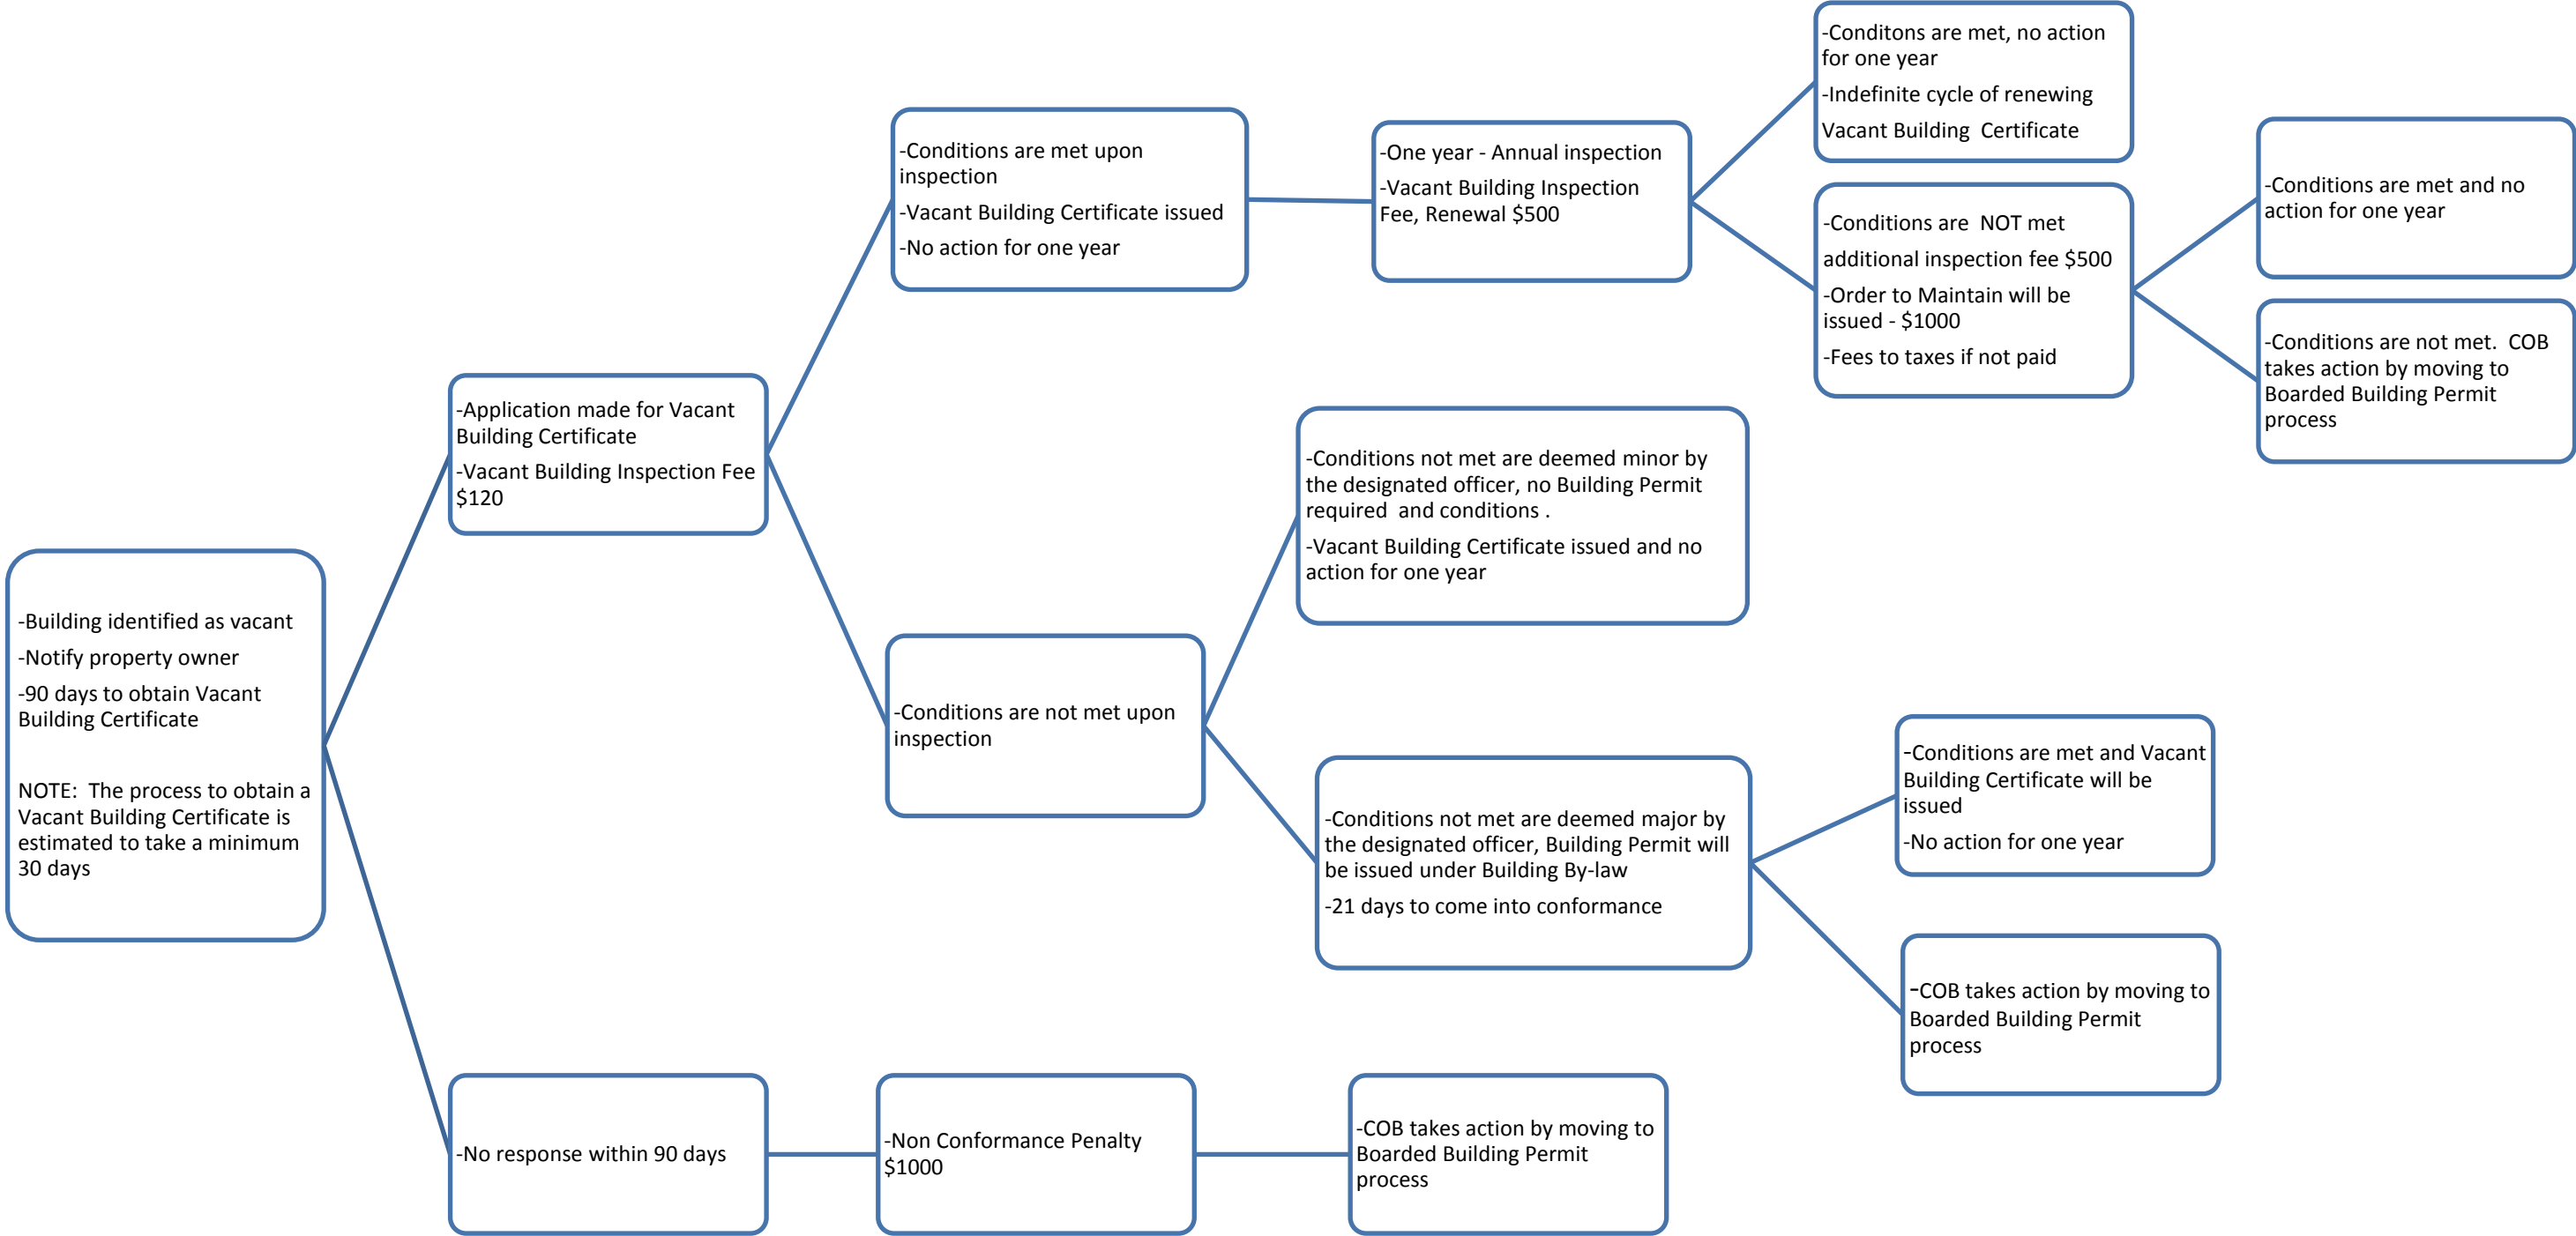 -Building identified as vacant
-Notify property owner
-90 days to obtain Vacant
Building Certificate
NOTE:  The process to obtain a
Vacant Building Certificate is
estimated to take a minimum
30 days
-Application made for Vacant
Building Certificate
-Vacant Building Inspection Fee
$120
-Conditions are met upon
inspection
-Vacant Building Certificate issued
-No action for one year
-One year - Annual inspection
-Vacant Building Inspection
Fee, Renewal $500
-Conditons are met, no action
for one year
-Indefinite cycle of renewing
Vacant Building  Certificate
-Conditions are  NOT met
additional inspection fee $500
-Order to Maintain will be
issued - $1000
-Fees to taxes if not paid
-Conditions are met and no
action for one year
-Conditions are not met.  COB
takes action by moving to
Boarded Building Permit
process
-Conditions are not met upon
inspection
-Conditions not met are deemed minor by
the designated officer, no Building Permit
required  and conditions .
-Vacant Building Certificate issued and no
action for one year
-Conditions not met are deemed major by
the designated officer, Building Permit will
be issued under Building By-law
-21 days to come into conformance
-Conditions are met and Vacant
Building Certificate will be
issued
-No action for one year
-COB takes action by moving to
Boarded Building Permit
process
-No response within 90 days
-Non Conformance Penalty
$1000
-COB takes action by moving to
Boarded Building Permit
process